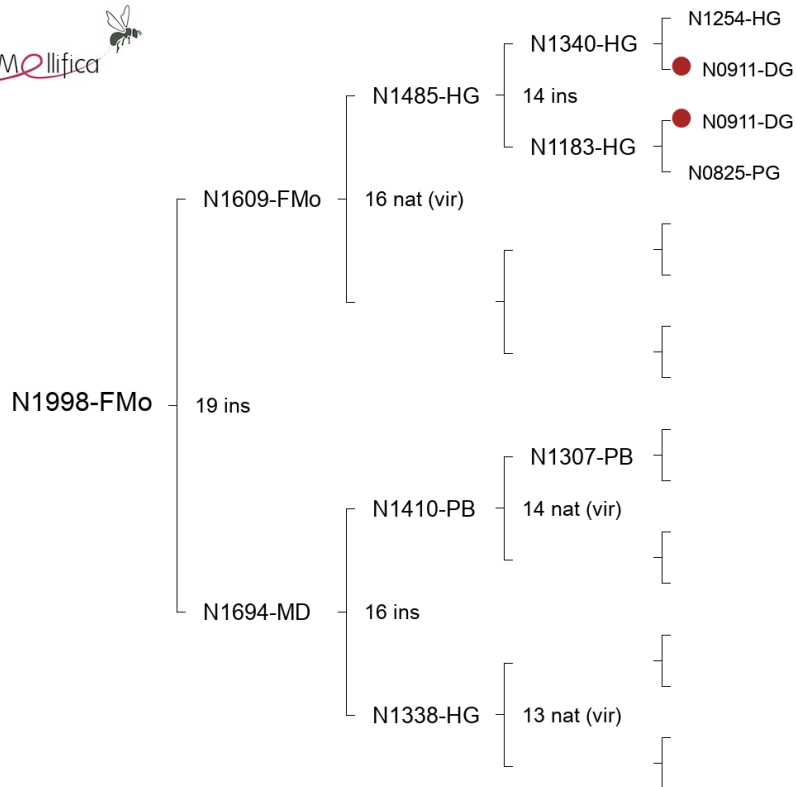 Mellifica
N1254-HG
N1340-HG
N0911-DG
N1485-HG
14 ins
N0911-DG
N1183-HG
N0825-PG
N1609-FMo
16 nat (vir)
N1998-FMo
19 ins
N1307-PB
N1410-PB
14 nat (vir)
N1694-MD
16 ins
N1338-HG
13 nat (vir)